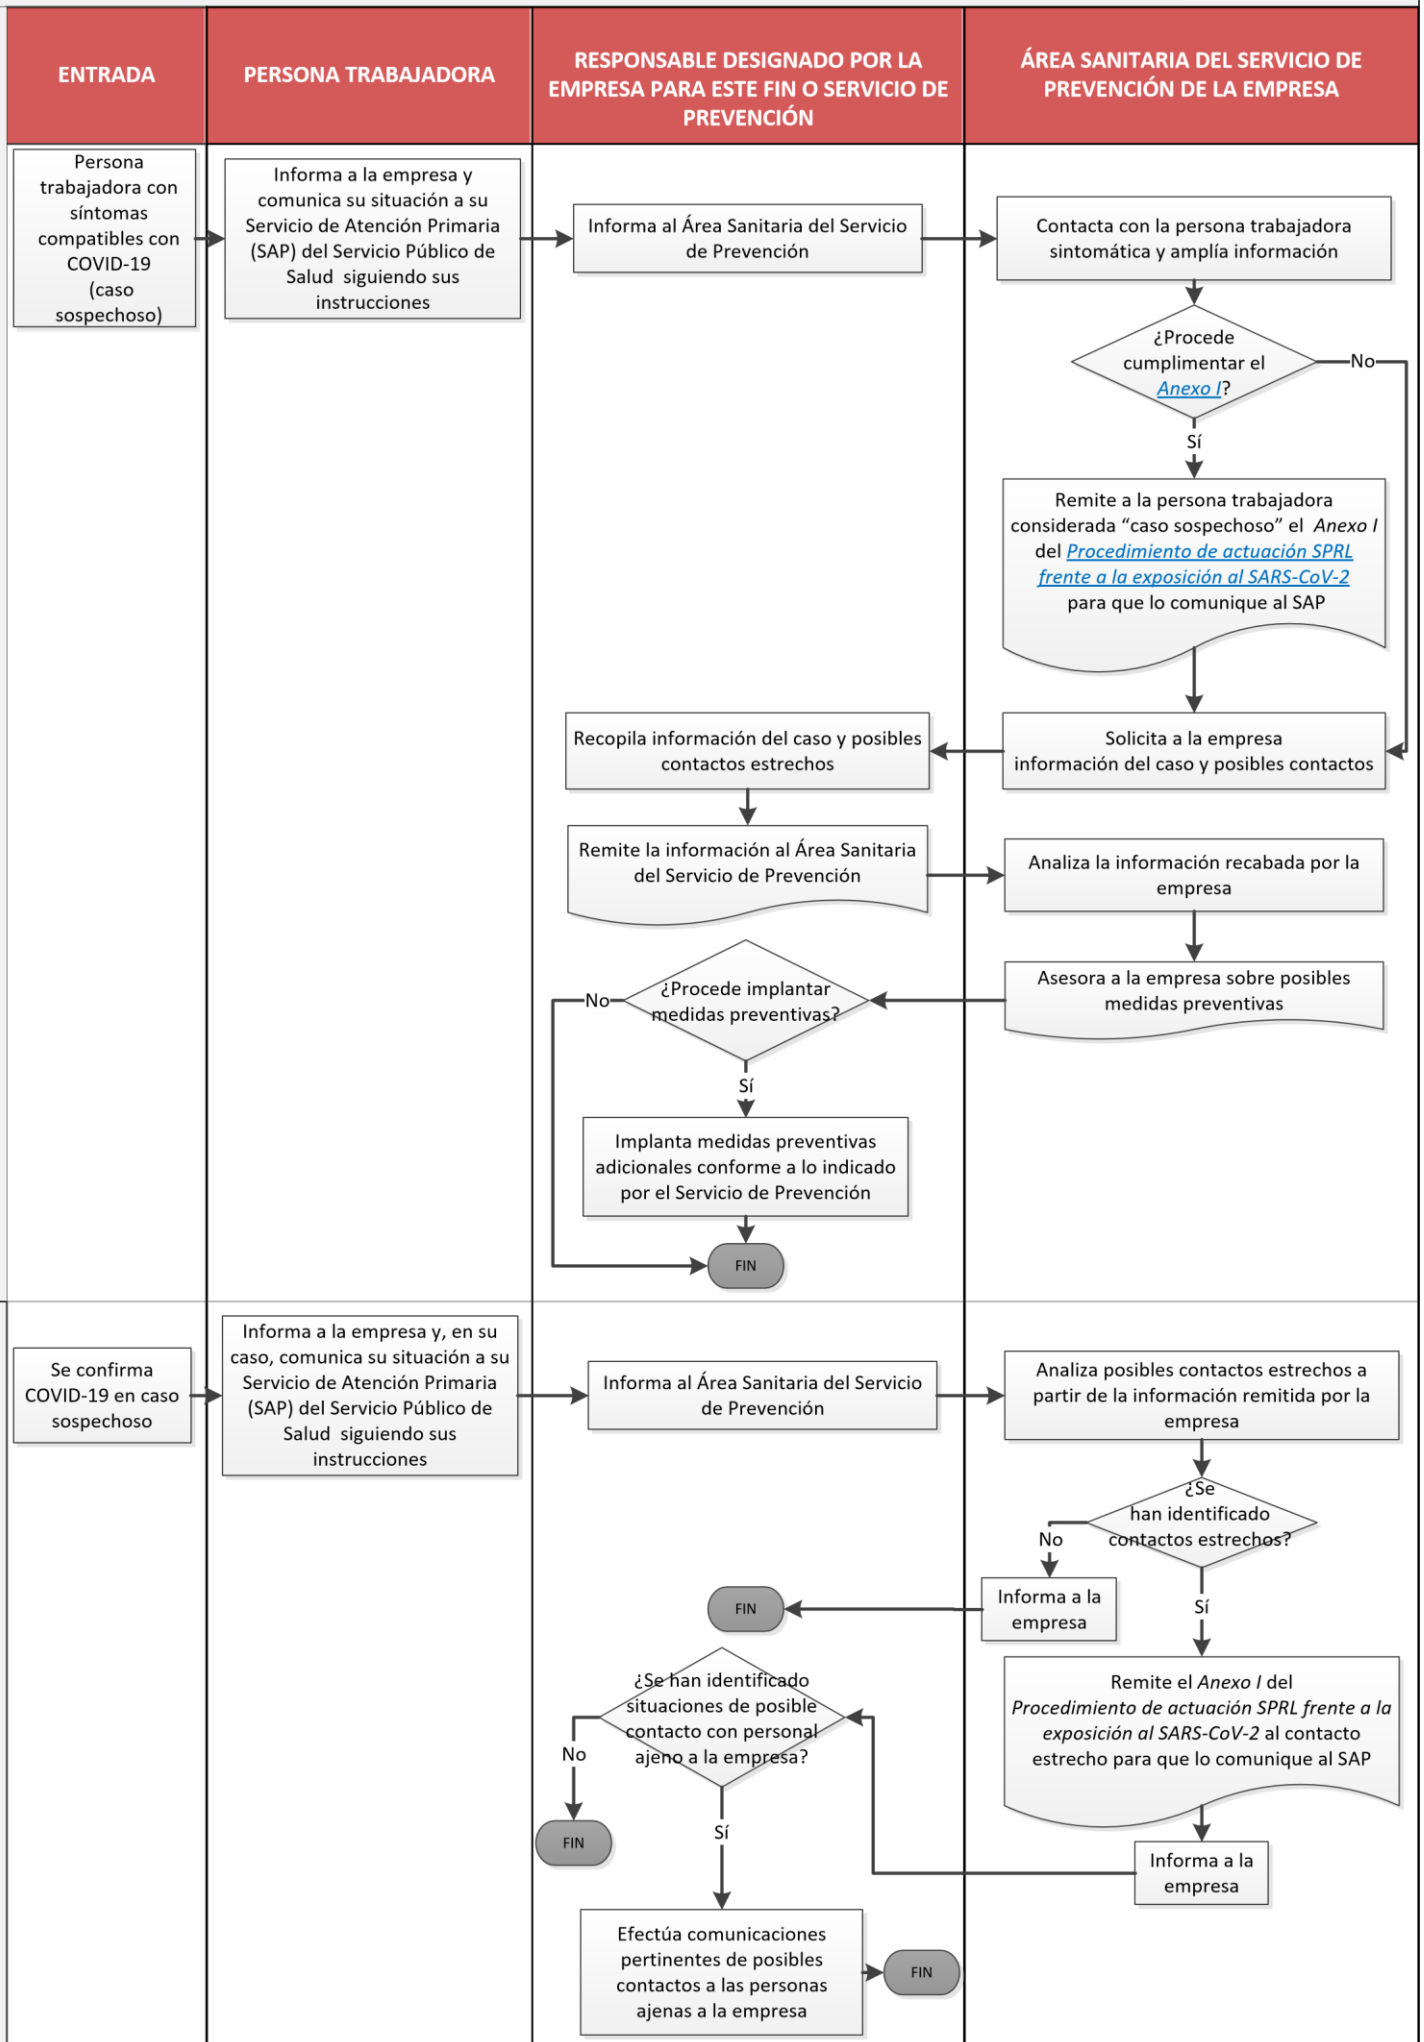 ENTRADA
PERSONA TRABAJADORA
RESPONSABLE DESIGNADO POR LA
EMPRESA PARA ESTE FIN O SERVICIO DE
PREVENCIÓN
ÁREA SANITARIA DEL SERVICIO DE
PREVENCIÓN DE LA EMPRESA
Persona
trabajadora con
síntomas
compatibles con
COVID-19
(caso
sospechoso)
Informa a la empresa y
comunica su situación a su
Servicio de Atención Primaria
(SAP) del Servicio Público de
Salud siguiendo sus
instrucciones
Informa al Área Sanitaria del Servicio
de Prevención
Contacta con la persona trabajadora
sintomática y amplía información
¿Procede
cumplimentar el
Anexo I?
No
Sí
Remite a la persona trabajadora
considerada “caso sospechoso” el Anexo I
del Procedimiento de actuación SPRL
frente a la exposición al SARS-CoV-2
para que lo comunique al SAP
Solicita a la empresa
información del caso y posibles contactos
Recopila información del caso y posibles
contactos estrechos
Remite la información al Área Sanitaria
del Servicio de Prevención
Analiza la información recabada por la
empresa
Asesora a la empresa sobre posibles
medidas preventivas
¿Procede implantar
medidas preventivas?
No
Sí
Implanta medidas preventivas
adicionales conforme a lo indicado
por el Servicio de Prevención
FIN
Se confirma
COVID-19 en caso
sospechoso
Informa a la empresa y, en su
caso, comunica su situación a su
Servicio de Atención Primaria
(SAP) del Servicio Público de
Salud siguiendo sus
instrucciones
Informa al Área Sanitaria del Servicio
de Prevención
Analiza posibles contactos estrechos a
partir de la información remitida por la
empresa
¿Se
han identificado
contactos estrechos?
No
Informa a la
empresa
FIN
Sí
Remite el Anexo I del
Procedimiento de actuación SPRL frente a la
exposición al SARS-CoV-2 al contacto
estrecho para que lo comunique al SAP
Informa a la
empresa
¿Se han identificado
situaciones de posible
contacto con personal
ajeno a la empresa?
No
FIN
Sí
Efectúa comunicaciones
pertinentes de posibles
contactos a las personas
ajenas a la empresa
FIN